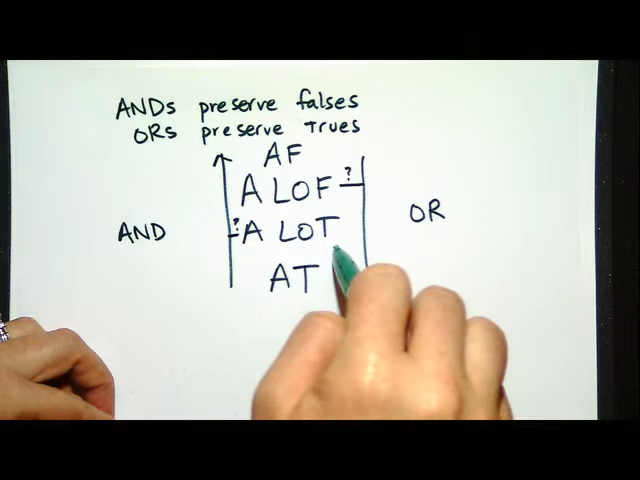 ANDs preserve falses
ORs preserve trues
AF
A LOF ?
AND ? A LOT OR
AT